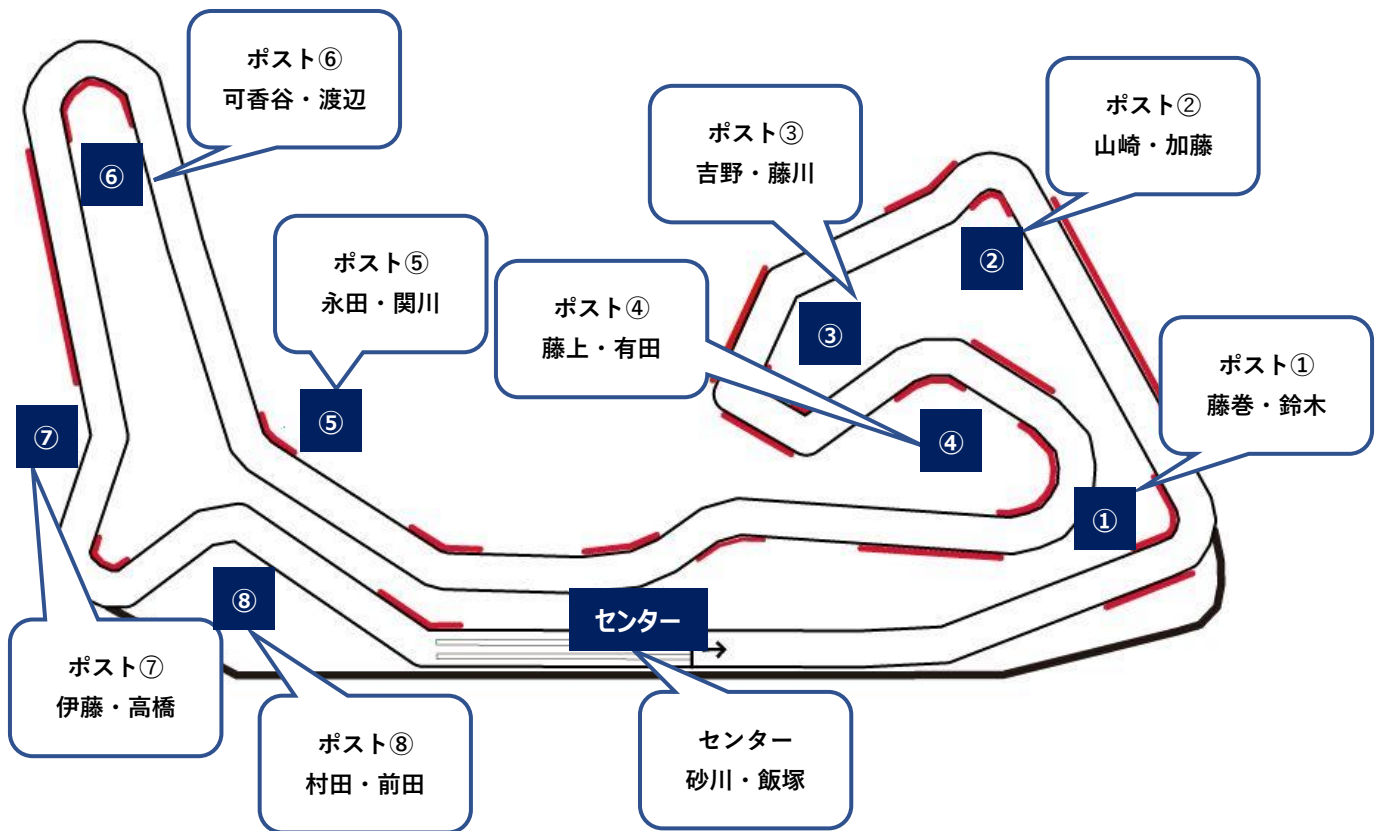 ポスト⑥
可香谷・渡辺
ポスト②
山崎・加藤
ポスト③
吉野・藤川
⑥
ポスト⑤
永田・関川
②
ポスト④
藤上・有田
③
ポスト①
藤巻・鈴木
⑤
⑦
④
①
⑧
センター
ポスト⑦
伊藤・高橋
ポスト⑧
村田・前田
センター
砂川・飯塚